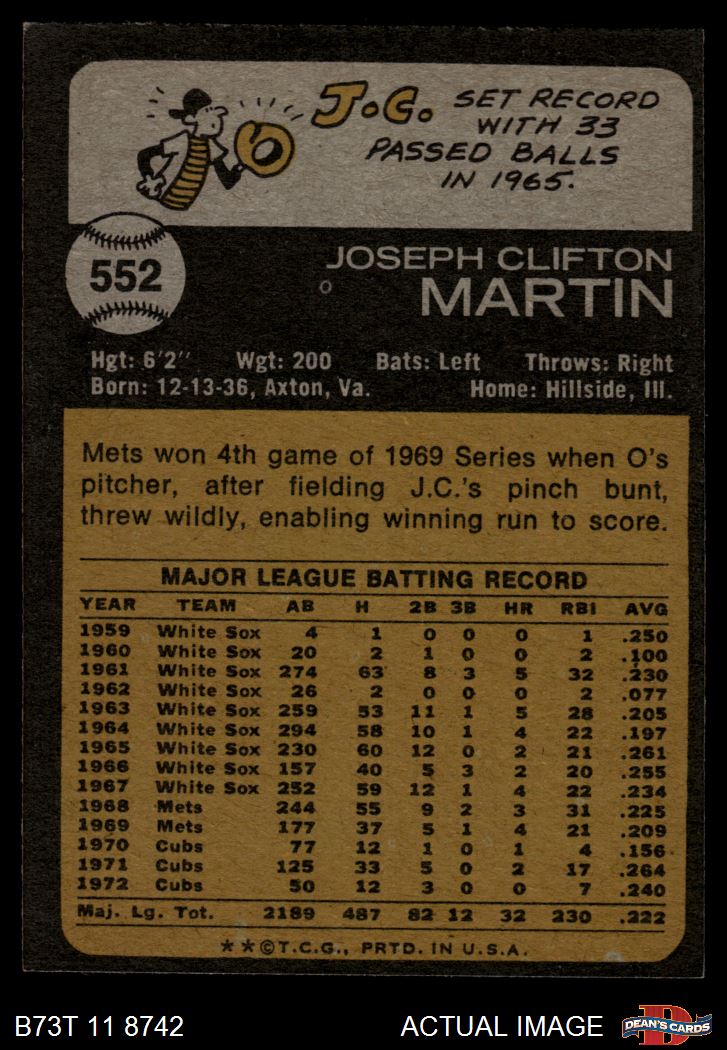 J.C. SET RECORD
WITH 33
PASSED BALLS
IN 1965.
552
JOSEPH CLIFTON
MARTIN
Hgt: 6'2" Wgt: 200 Bats: Left Throws: Right
Born: 12-13-36, Axton, Va. Home: Hillside, Ill.
Mets won 4th game of 1969 Series when O's
pitcher, after fielding J.C.'s pinch bunt,
threw wildly, enabling winning run to score.
MAJOR LEAGUE BATTING RECORD
YEAR TEAM AB H 2B 3B HR RBI AVG
1959 White Sox 4 1 0 0 0 1 .250
1960 White Sox 20 2 1 0 0 2 .100
1961 White Sox 274 63 8 3 5 32 .230
1962 White Sox 26 2 0 0 0 2 .077
1963 White Sox 259 53 11 1 5 28 .205
1964 White Sox 294 58 10 1 4 22 .197
1965 White Sox 230 60 12 0 2 21 .261
1966 White Sox 157 40 5 3 2 20 .255
1967 White Sox 252 59 12 1 4 22 .234
1968 Mets 244 55 9 2 3 31 .225
1969 Mets 177 37 5 1 4 21 .209
1970 Cubs 77 12 1 0 1 4 .156
1971 Cubs 125 33 5 0 2 17 .264
1972 Cubs 50 12 3 0 0 7 .240
Maj. Lg. Tot. 2189 487 82 12 32 230 .222
**©T.C.G., PRTD. IN U.S.A.
B73T 11 8742 ACTUAL IMAGE D DEAN'S CARDS